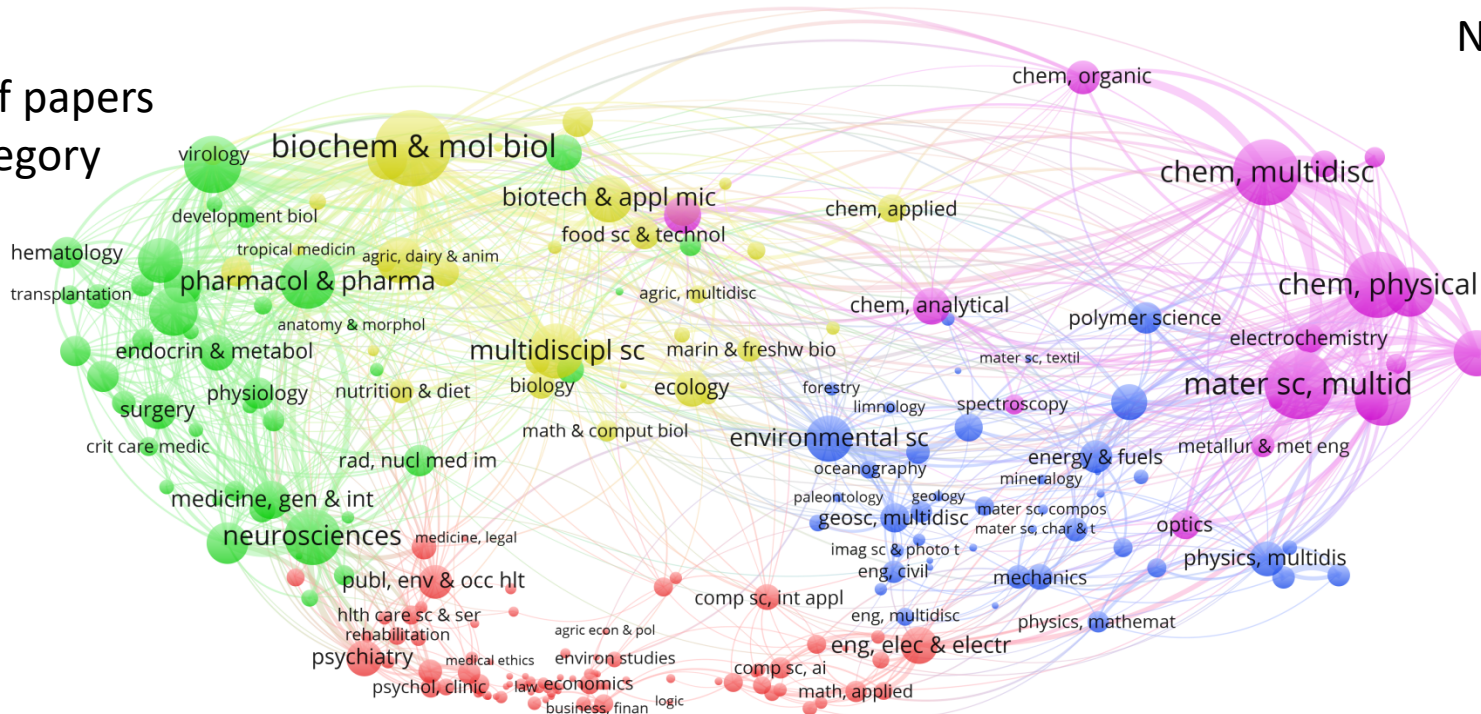 N
f papers
egory
chem, organic
virology
biochem & mol biol
chem, multidisc
development biol
biotech & appl mic
chem, applied
food sc & technol
hematology
tropical medicin
agric, dairy & anim
pharmacol & pharma
chem, physical
transplantation
agric, multidisc
chem, analytical
polymer science
anatomy & morphol
electrochemistry
endocrin & metabol
multidiscipl sc
marin & freshw bio
mater sc, textil
physiology
nutrition & diet
biology
ecology
forestry
mater sc, multid
surgery
limnology
spectroscopy
crit care medic
math & comput biol
environmental sc
metallur & met eng
rad, nucl med im
oceanography
energy & fuels
mineralogy
medicine, gen & int
paleontology
geology
mater sc, compos
geosc, multidisc
mater sc, char & t
optics
neurosciences
medicine, legal
imag sc & photo t
physics, multidis
publ, env & occ hlt
eng, civil
mechanics
comp sc, int appl
hlth care sc & ser
eng, multidisc
physics, mathemat
rehabilitation
agric econ & pol
eng, elec & electr
psychiatry
medical ethics
environ studies
comp sc, ai
psychol, clinic
law
economics
math, applied
business, finan
logic